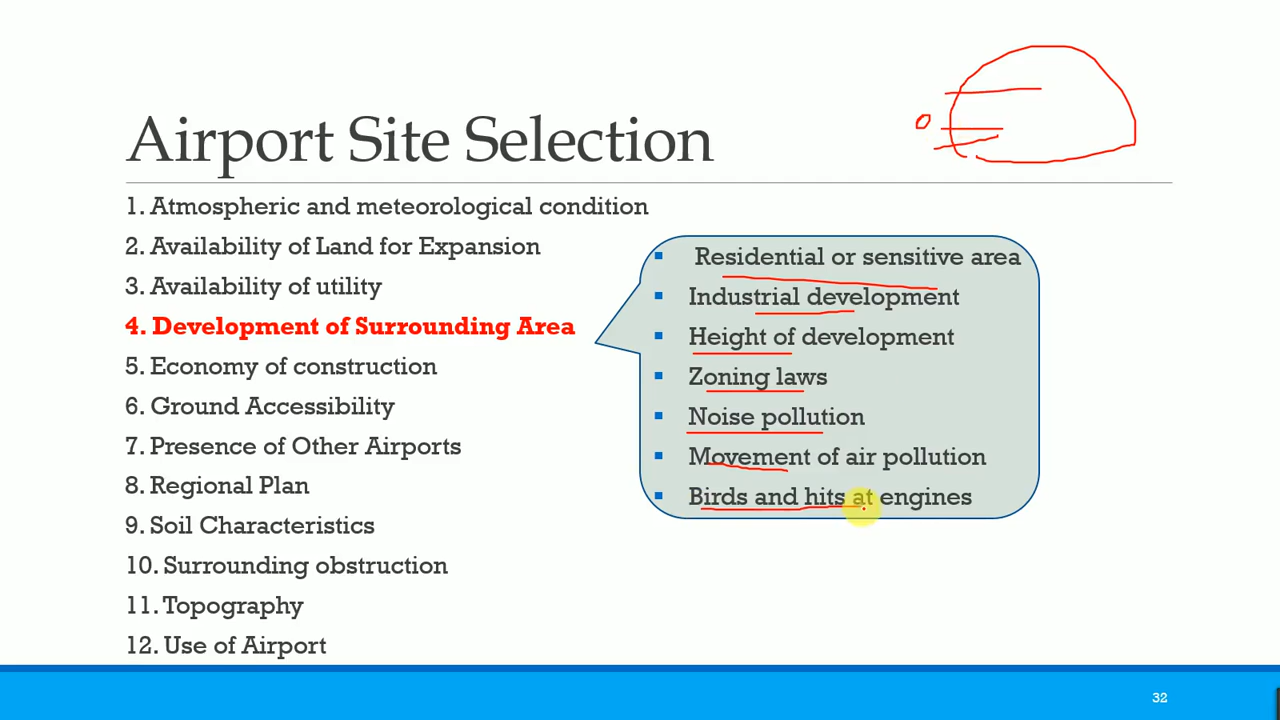 Airport Site Selection
1. Atmospheric and meteorological condition
2. Availability of Land for Expansion
3. Availability of utility
4. Development of Surrounding Area
5. Economy of construction
6. Ground Accessibility
7. Presence of Other Airports
8. Regional Plan
9. Soil Characteristics
10. Surrounding obstruction
11. Topography
12. Use of Airport
Residential or sensitive area
Industrial development
Height of development
Zoning laws
Noise pollution
Movement of air pollution
Birds and hits at engines
32